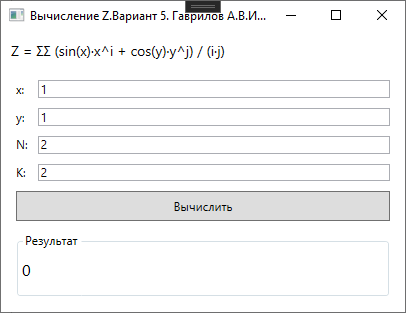 Вычисление Z.Вариант 5. Гаврилов А.В.И...
Z = ΣΣ (sin(x)·x^i + cos(y)·y^j) / (i·j)
x: 1
y: 1
N: 2
K: 2
Вычислить
Результат
0